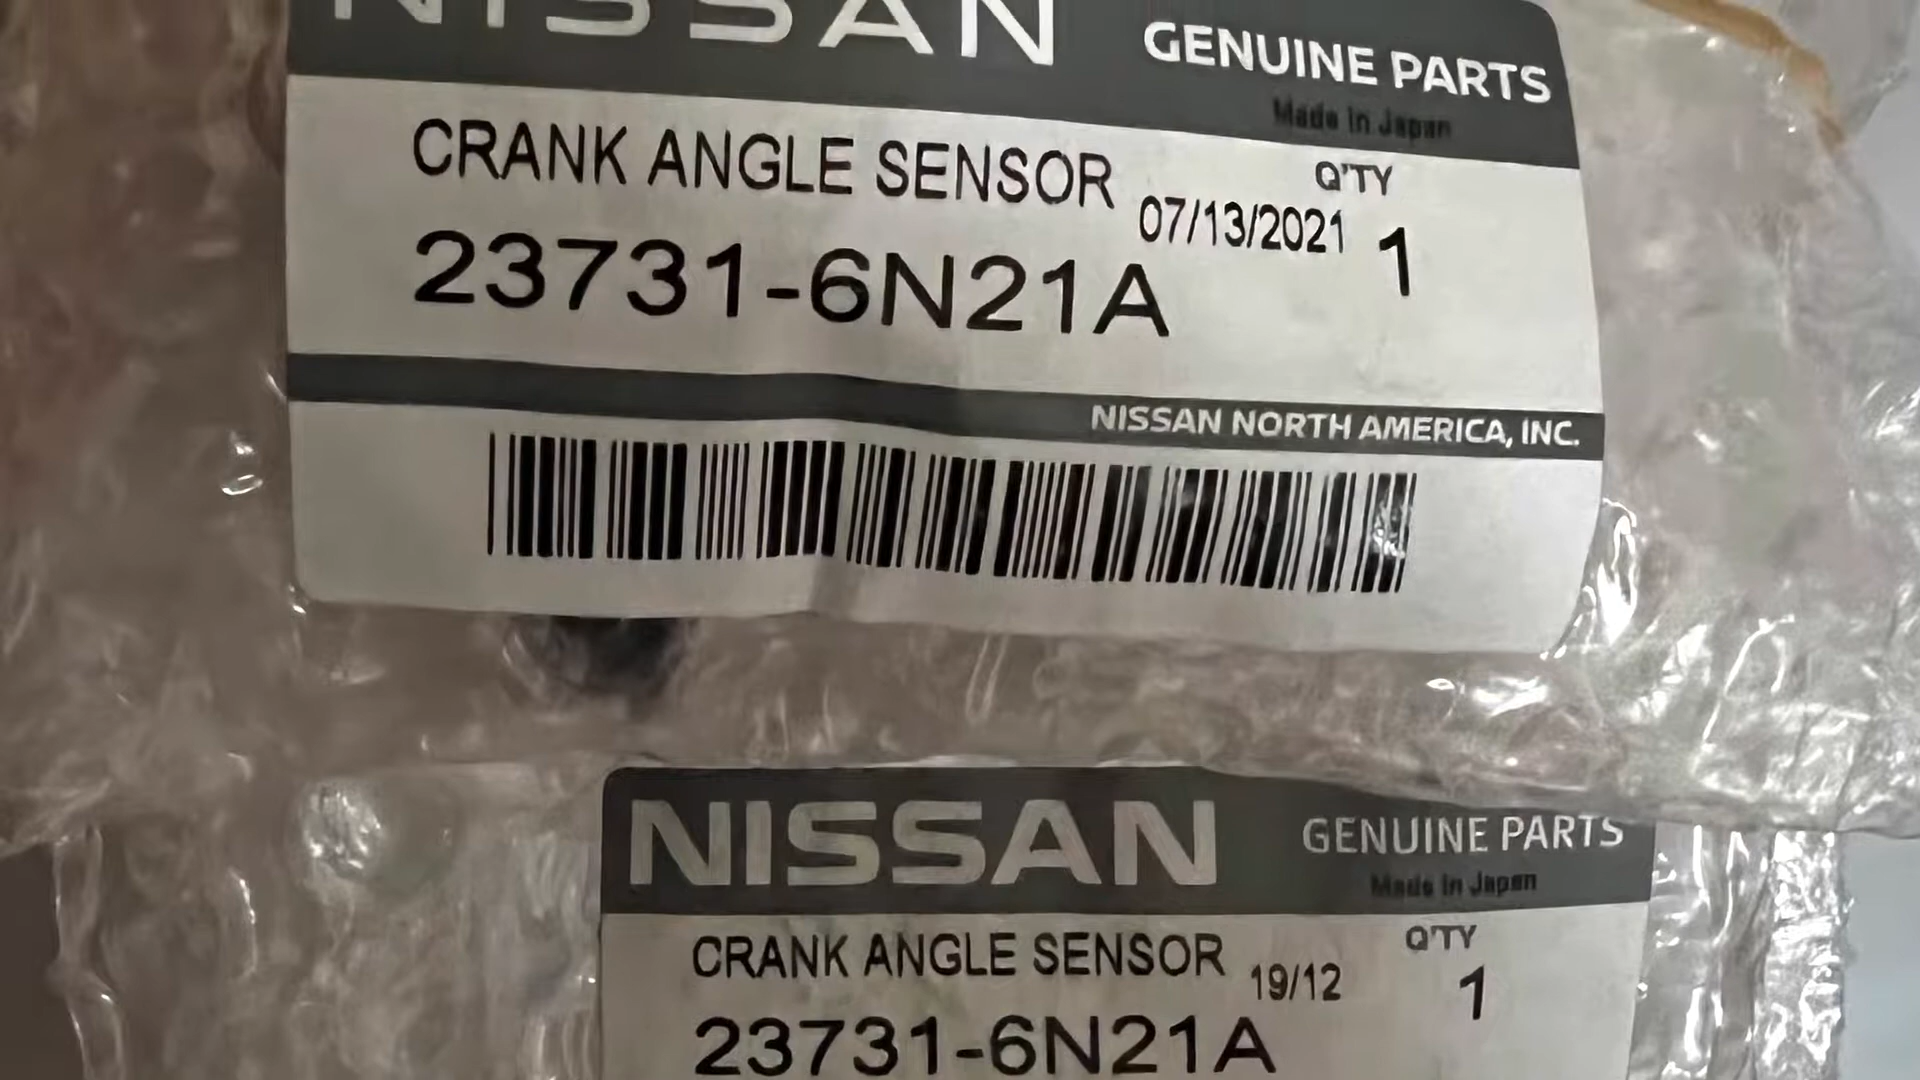 NISSAN GENUINE PARTS
Made in Japan
CRANK ANGLE SENSOR
Q'TY
07/13/2021
1
23731-6N21A
NISSAN NORTH AMERICA, INC.
NISSAN GENUINE PARTS
Made in Japan
CRANK ANGLE SENSOR
Q'TY
19/12
1
23731-6N21A